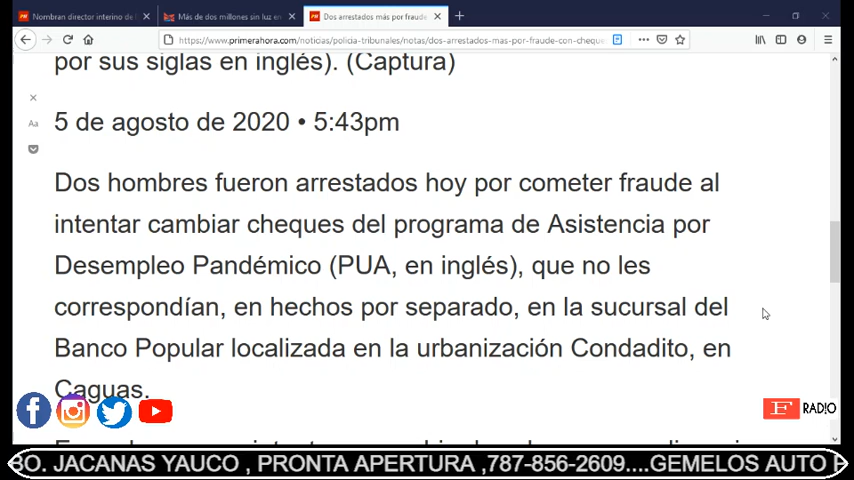 Nombran director interino de l
Más de dos millones sin luz en
Dos arrestados más por fraude
https://www.primerahora.com/noticias/policia-tribunales/notas/dos-arrestados-mas-por-fraude-con-cheque
por sus siglas en inglés). (Captura)
Aa
5 de agosto de 2020 • 5:43pm
Dos hombres fueron arrestados hoy por cometer fraude al
intentar cambiar cheques del programa de Asistencia por
Desempleo Pandémico (PUA, en inglés), que no les
correspondían, en hechos por separado, en la sucursal del
Banco Popular localizada en la urbanización Condadito, en
Caguas.
F RADIO
BO. JACANAS YAUCO , PRONTA APERTURA ,787-856-2609....GEMELOS AUTO